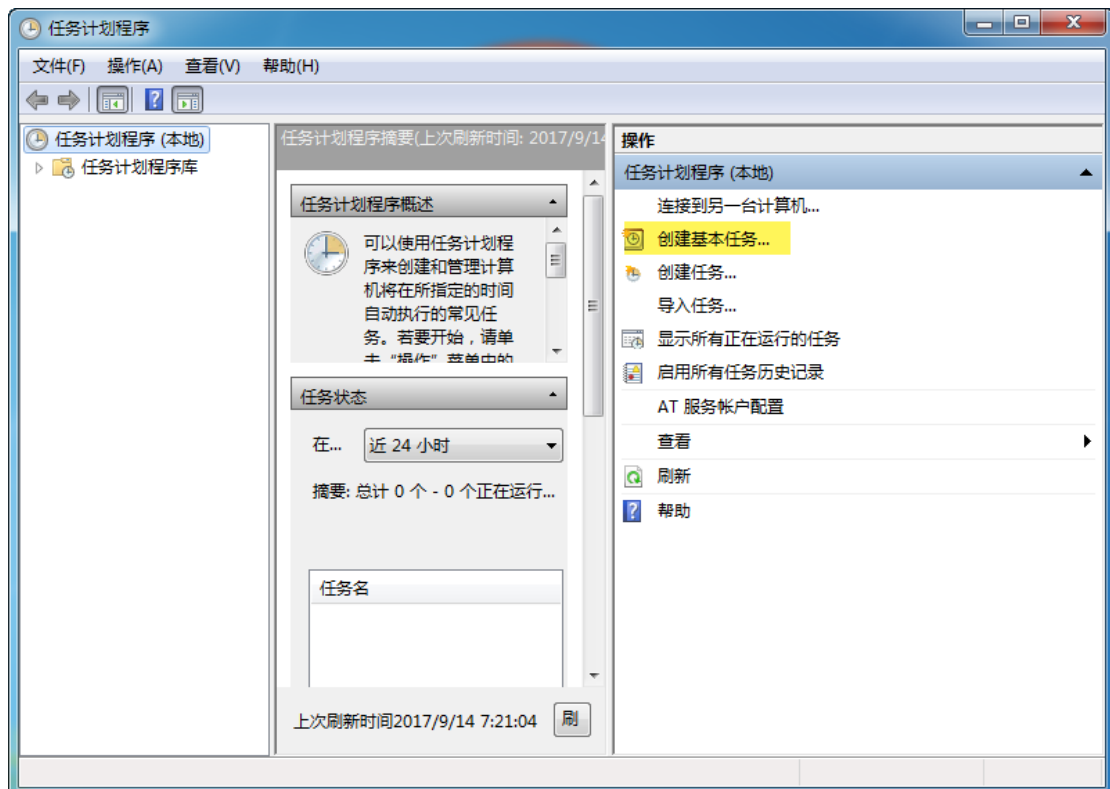 任务计划程序
文件(F) 操作(A) 查看(V) 帮助(H)
任务计划程序 (本地)
任务计划程序库
任务计划程序摘要(上次刷新时间: 2017/9/14
任务计划程序概述
可以使用任务计划程
序来创建和管理计算
机将在所指定的时间
自动执行的常见任
务。若要开始，请单
击“操作”菜单中的
任务状态
在... 近 24 小时
摘要: 总计 0 个 - 0 个正在运行...
任务名
上次刷新时间2017/9/14 7:21:04 刷
操作
任务计划程序 (本地)
连接到另一台计算机...
创建基本任务...
创建任务...
导入任务...
显示所有正在运行的任务
启用所有任务历史记录
AT 服务帐户配置
查看
刷新
帮助